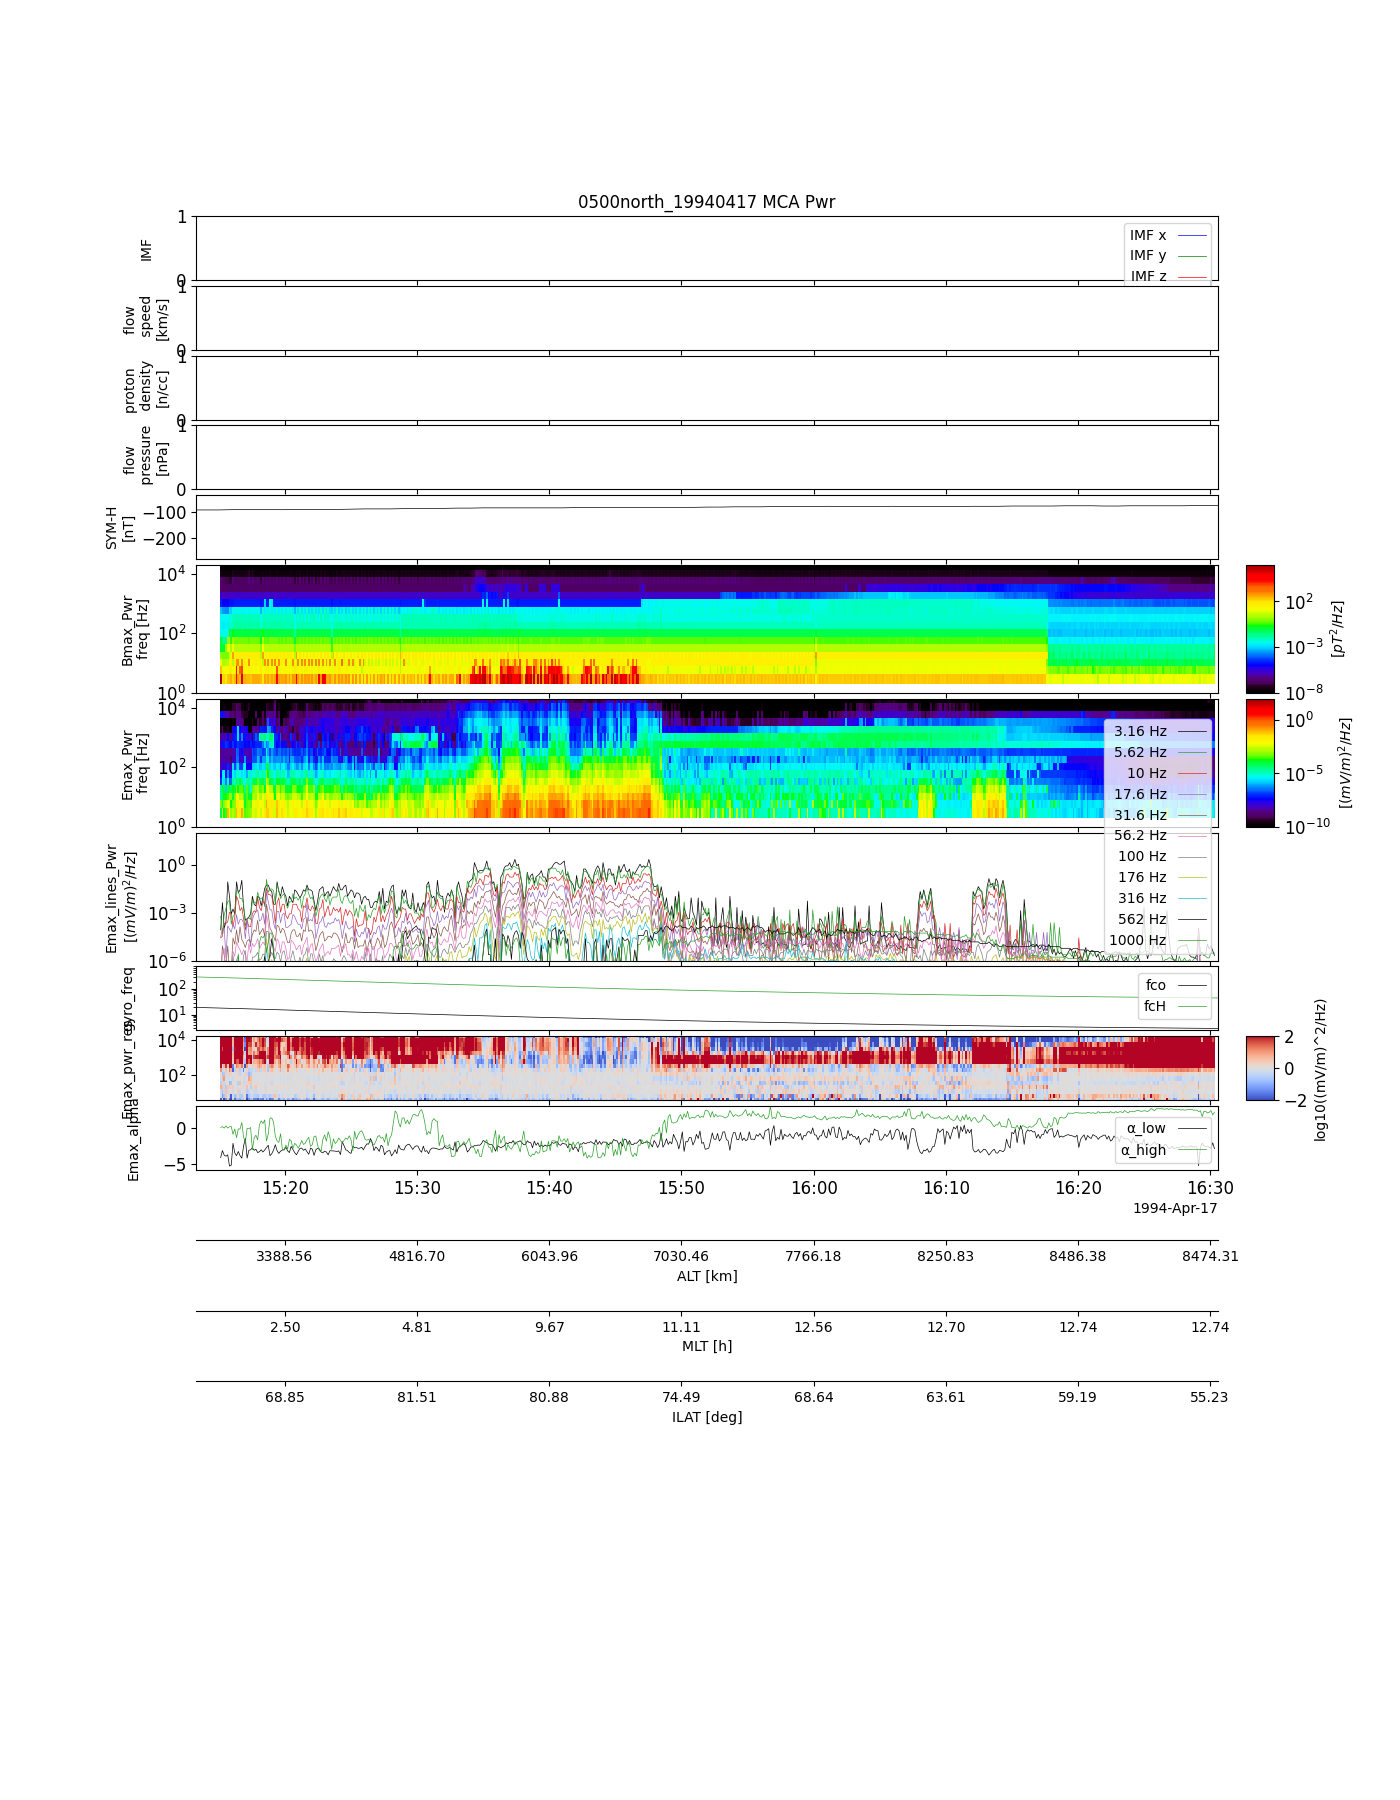 0500north_19940417 MCA Pwr
1
0
IMF
IMF x
IMF y
IMF z
1
0
flow
speed
[km/s]
1
0
proton
density
[n/cc]
1
0
flow
pressure
[nPa]
−100
−200
SYM-H
[nT]
10^4
10^2
10^0
Bmax_Pwr
freq [Hz]
10^2
10^−3
10^−8
[pT^2/Hz]
10^4
10^2
10^0
Emax_Pwr
freq [Hz]
10^0
10^−5
10^−10
[(mV/m)^2/Hz]
3.16 Hz
5.62 Hz
10 Hz
17.6 Hz
31.6 Hz
56.2 Hz
100 Hz
176 Hz
316 Hz
562 Hz
1000 Hz
10^0
10^−3
10^−6
Emax_lines_Pwr
[(mV/m)^2/Hz]
10^2
10^1
gyro_freq
fco
fcH
10^4
10^2
Emax_pwr_reg
2
0
−2
log10((mV/m)^2/Hz)
0
−5
Emax_alpha
α_low
α_high
15:20 15:30 15:40 15:50 16:00 16:10 16:20 16:30
1994-Apr-17
3388.56 4816.70 6043.96 7030.46 7766.18 8250.83 8486.38 8474.31
ALT [km]
2.50 4.81 9.67 11.11 12.56 12.70 12.74 12.74
MLT [h]
68.85 81.51 80.88 74.49 68.64 63.61 59.19 55.23
ILAT [deg]